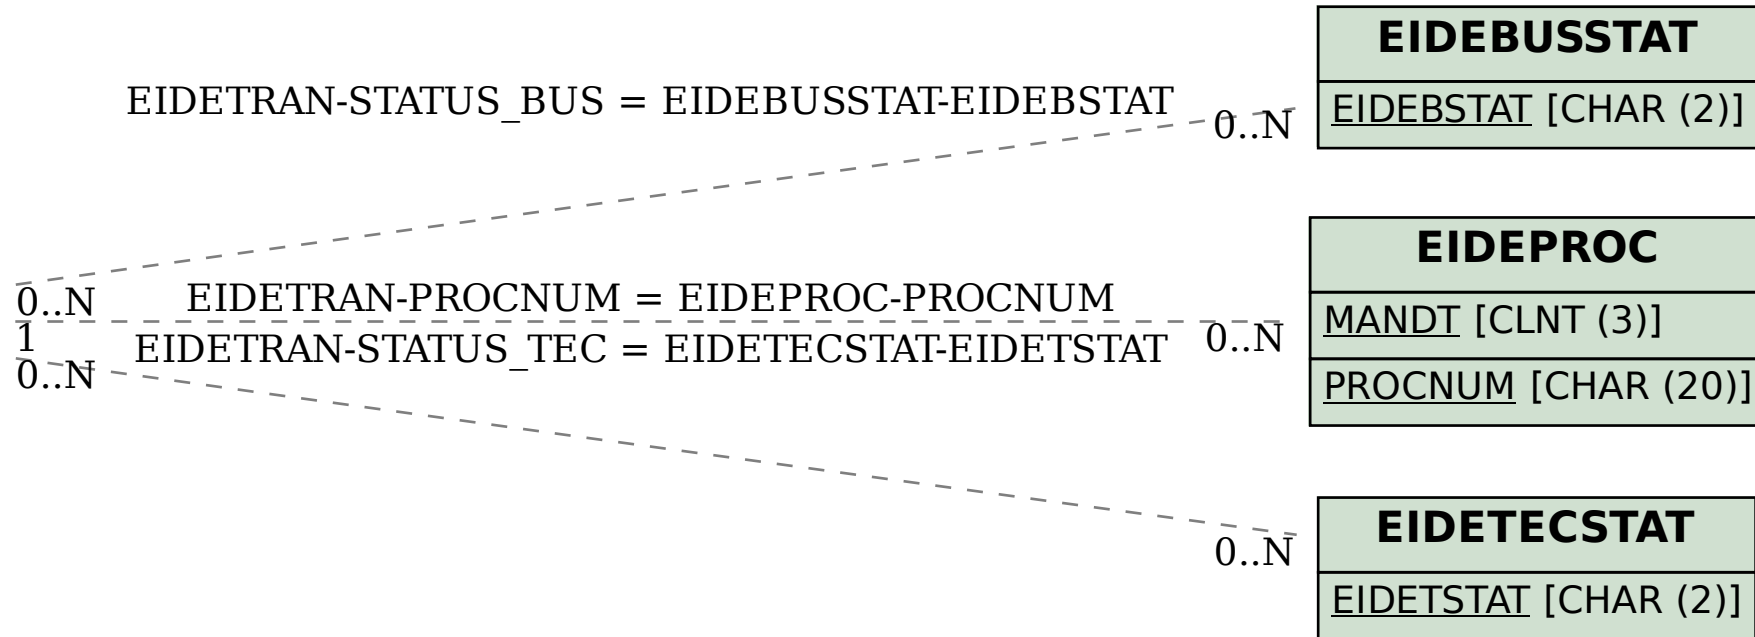 EIDEBUSSTAT
EIDETRAN-STATUS_BUS = EIDEBUSSTAT-EIDEBSTAT
0..N
EIDEBSTAT [CHAR (2)]
EIDEPROC
0..N
EIDETRAN-PROCNUM = EIDEPROC-PROCNUM
MANDT [CLNT (3)]
1
0..N
EIDETRAN-STATUS_TEC = EIDETECSTAT-EIDETSTAT
0..N
PROCNUM [CHAR (20)]
EIDETECSTAT
0..N
EIDETSTAT [CHAR (2)]